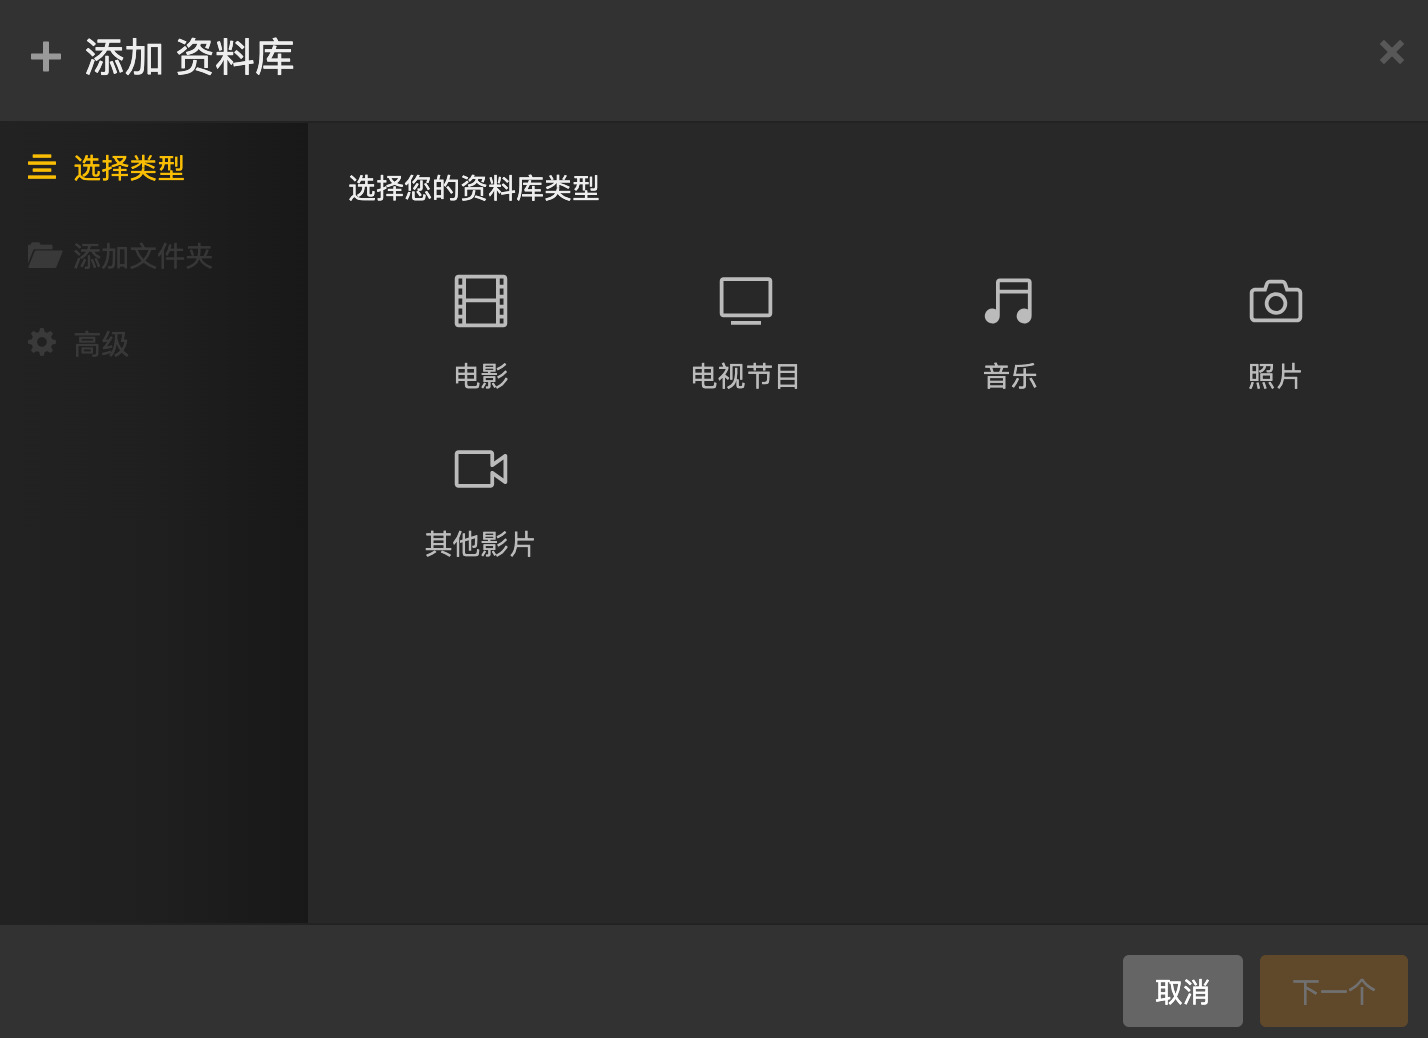 添加 资料库
选择类型
添加文件夹
高级
选择您的资料库类型
电影
电视节目
音乐
照片
其他影片
取消
下一个